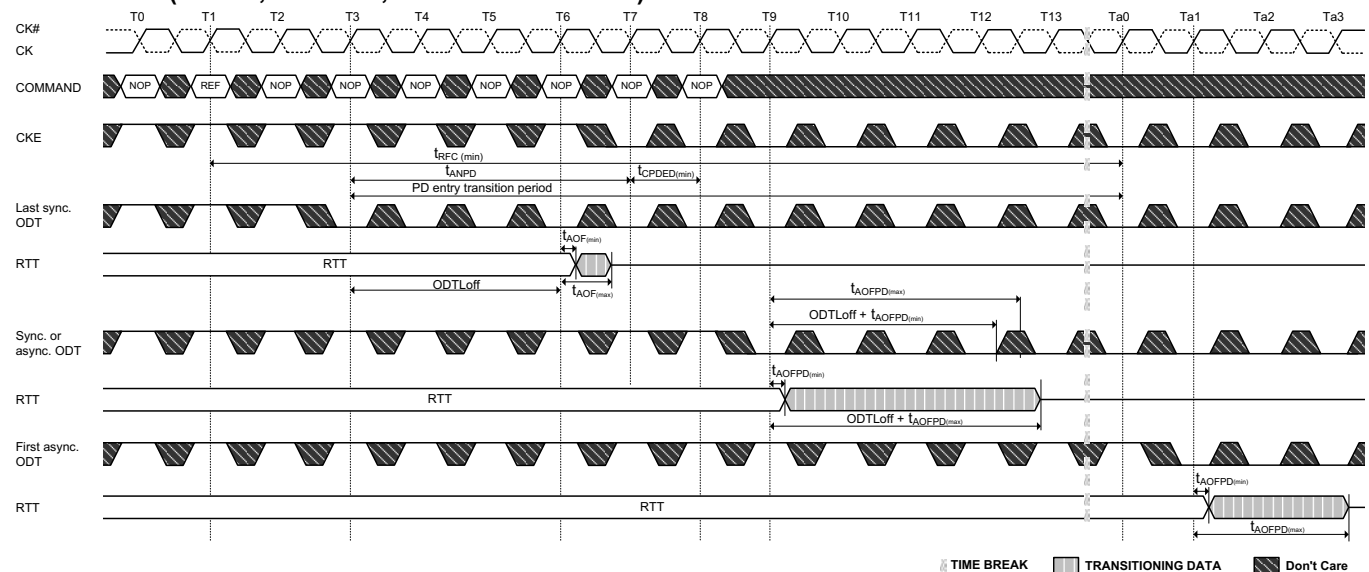 T0 T1 T2 T3 T4 T5 T6 T7 T8 T9 T10 T11 T12 T13 Ta0 Ta1 Ta2 Ta3
CK#
CK
COMMAND NOP REF NOP NOP NOP NOP NOP NOP NOP
CKE
tRFC (min)
tANPD tCPDED(min)
PD entry transition period
Last sync.
ODT
tAOF(min)
RTT RTT
ODTLoff tAOF(max)
tAOFPD(max)
ODTLoff + tAOFPD(min)
Sync. or
async. ODT
tAOFPD(min)
RTT RTT
ODTLoff + tAOFPD(max)
First async.
ODT
tAOFPD(min)
RTT RTT
tAOFPD(max)
TIME BREAK TRANSITIONING DATA Don't Care